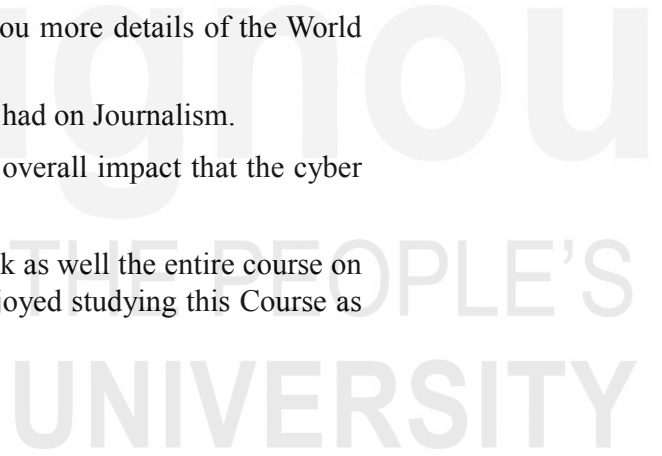 ignou
ou more details of the World
had on Journalism.
overall impact that the cyber
THE PEOPLE'S
k as well the entire course on
joyed studying this Course as
UNIVERSITY